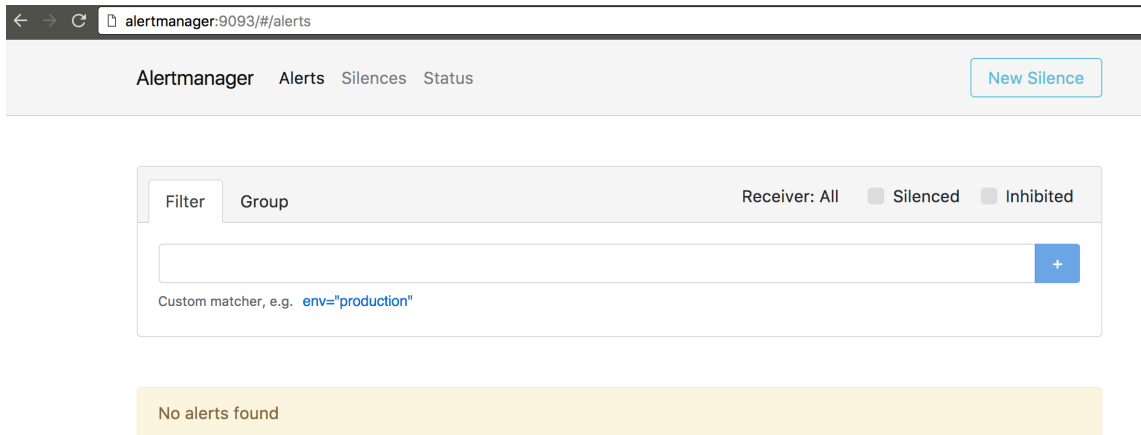 alertmanager:9093/#/alerts
Alertmanager Alerts Silences Status New Silence
Filter Group Receiver: All Silenced Inhibited
+
Custom matcher, e.g. env="production"
No alerts found